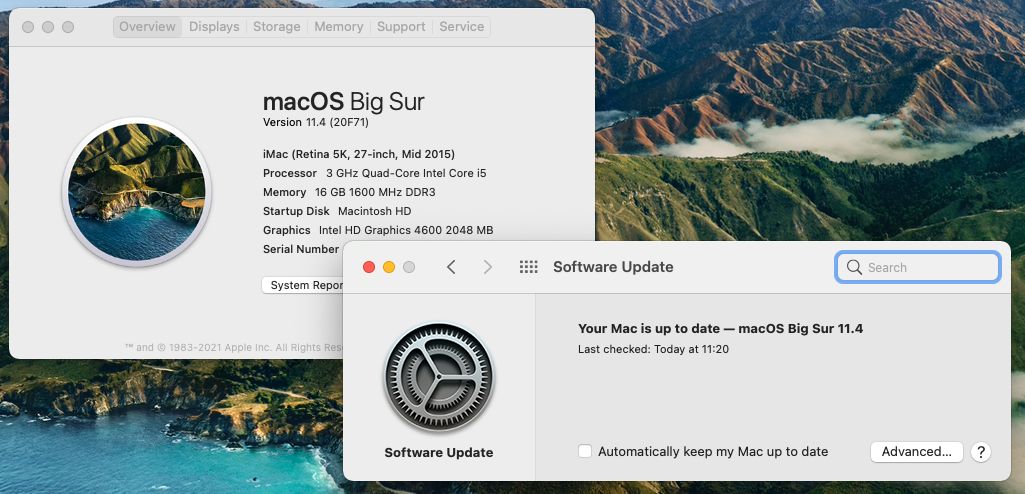 Overview Displays Storage Memory Support Service
macOS Big Sur
Version 11.4 (20F71)
iMac (Retina 5K, 27-inch, Mid 2015)
Processor 3 GHz Quad-Core Intel Core i5
Memory 16 GB 1600 MHz DDR3
Startup Disk Macintosh HD
Graphics Intel HD Graphics 4600 2048 MB
Serial Number
System Repor
™ and © 1983-2021 Apple Inc. All Rights Res
Software Update
Search
Your Mac is up to date — macOS Big Sur 11.4
Last checked: Today at 11:20
Software Update
Automatically keep my Mac up to date
Advanced...
?